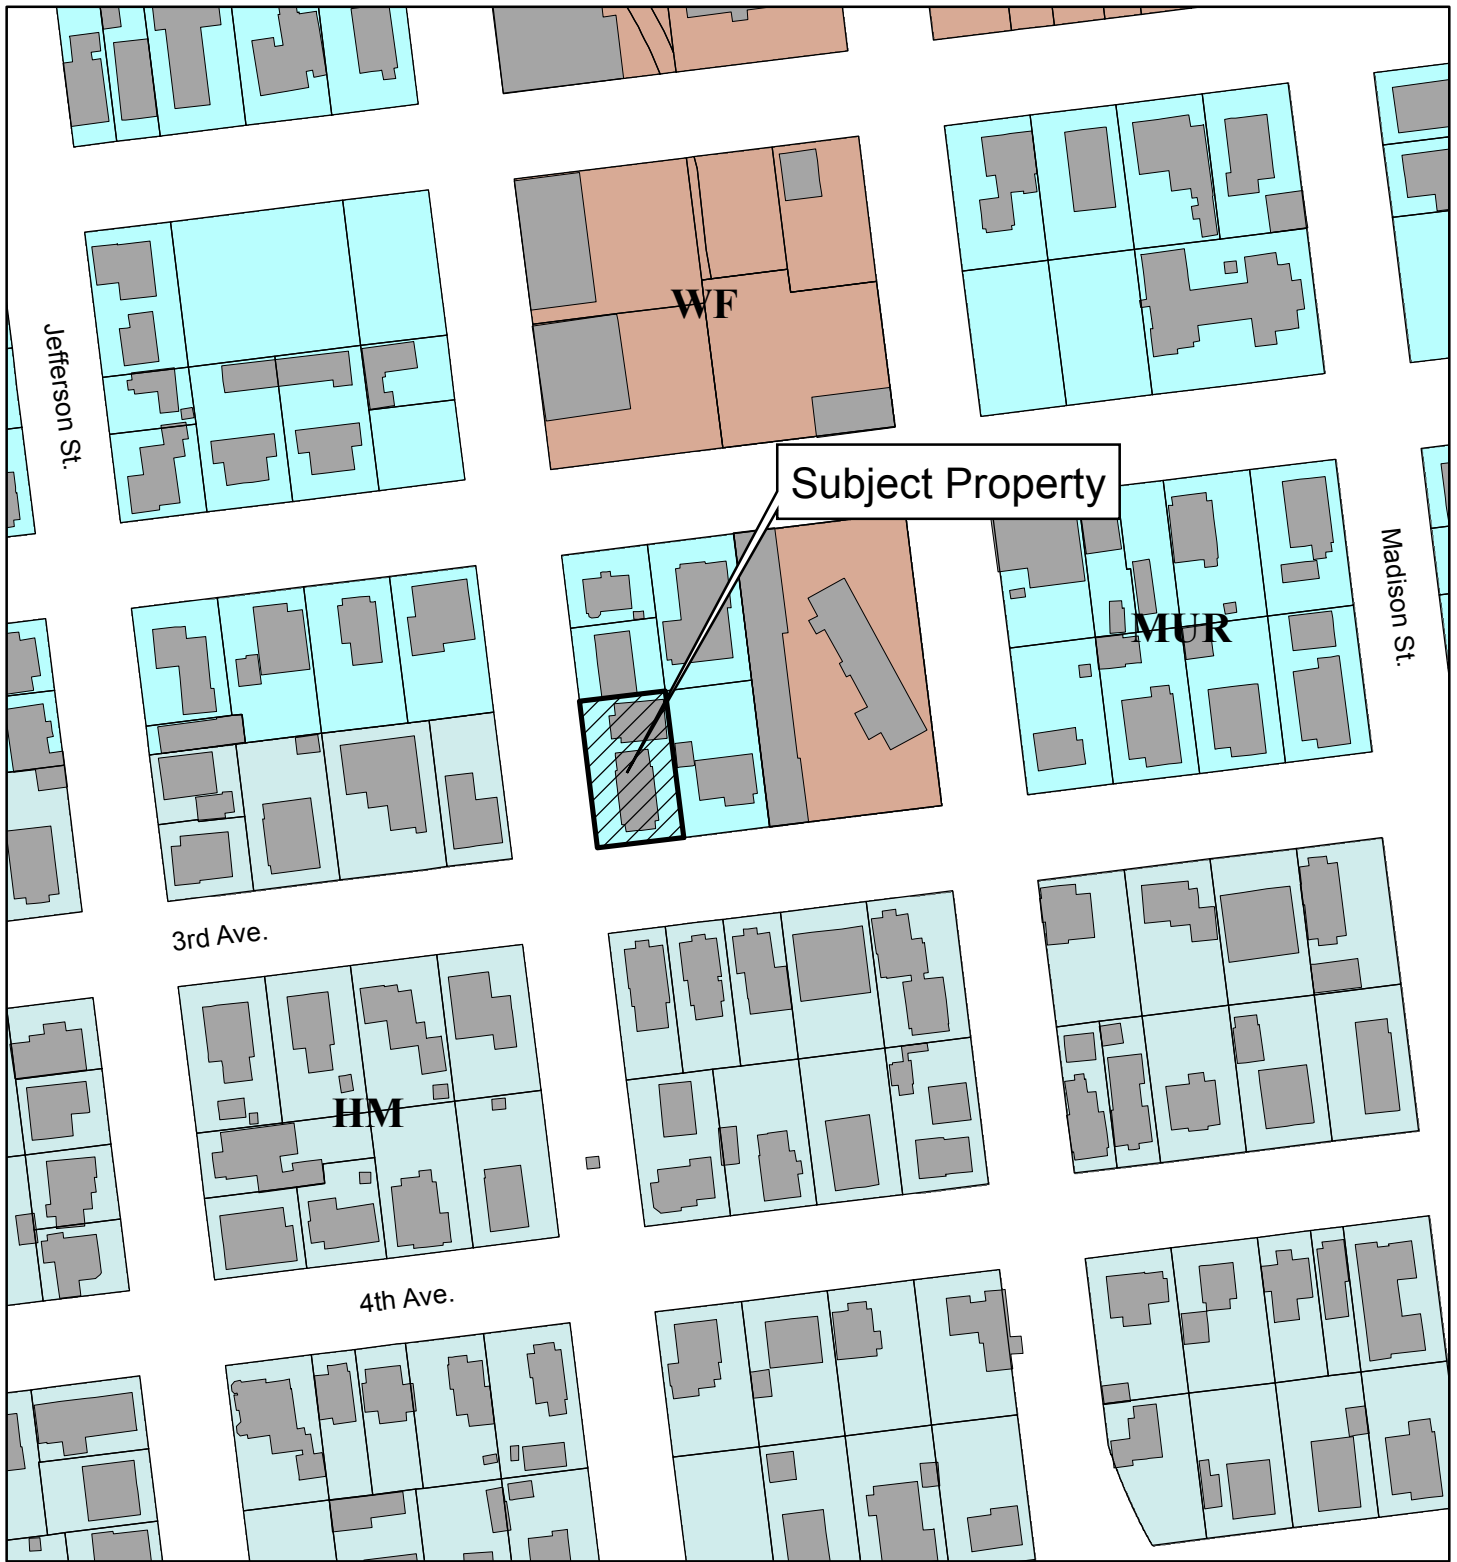 WF
Jefferson St.
Subject Property
Madison St.
MUR
3rd Ave.
HM
4th Ave.